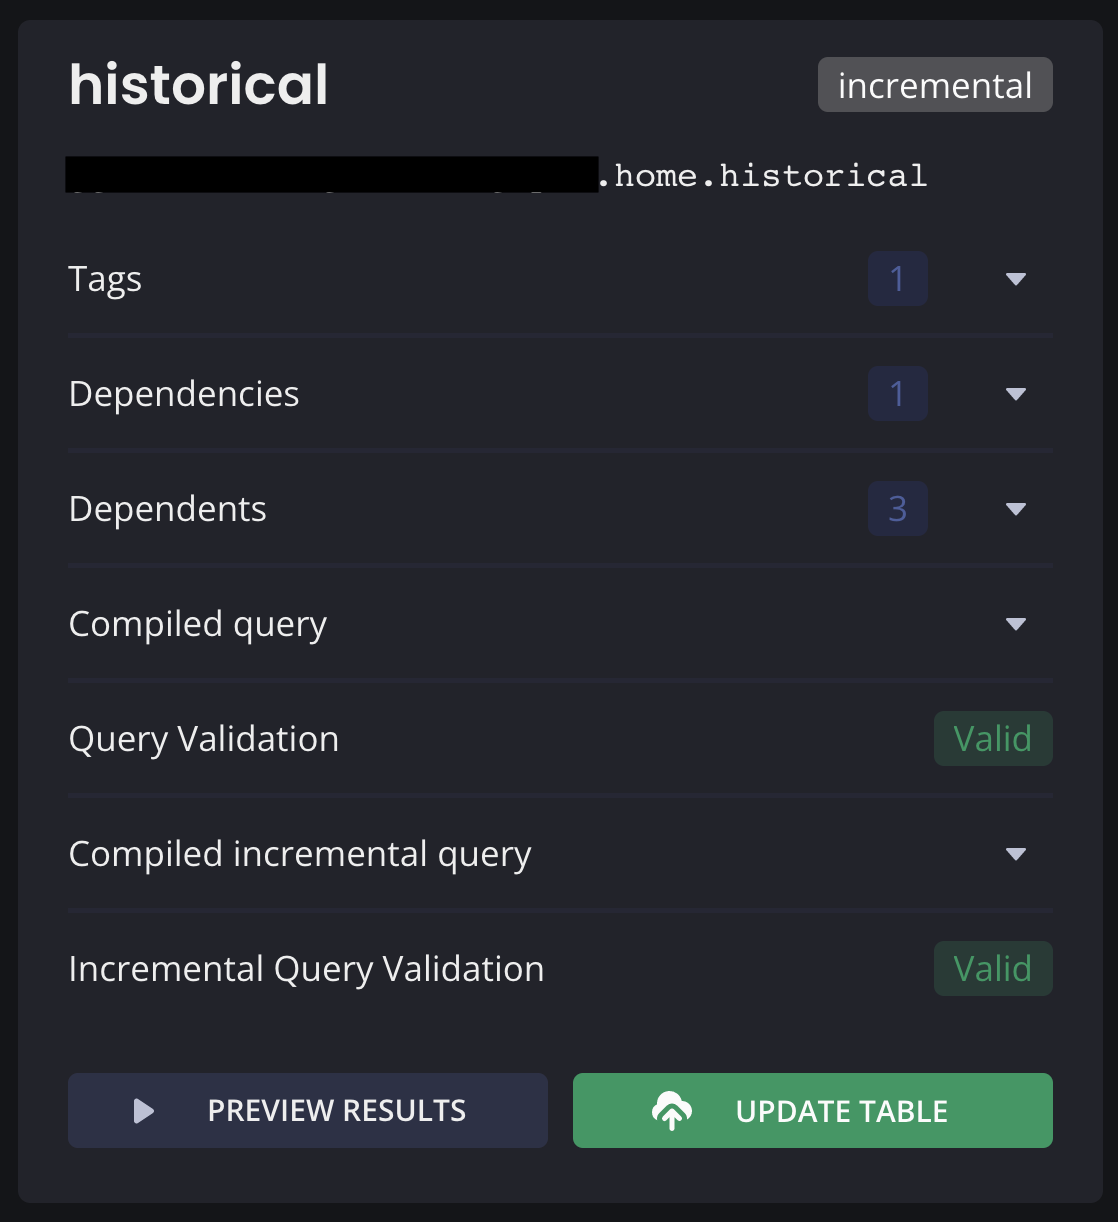 historical
incremental
.home.historical
Tags
1
Dependencies
1
Dependents
3
Compiled query
Query Validation
Valid
Compiled incremental query
Incremental Query Validation
Valid
PREVIEW RESULTS
UPDATE TABLE